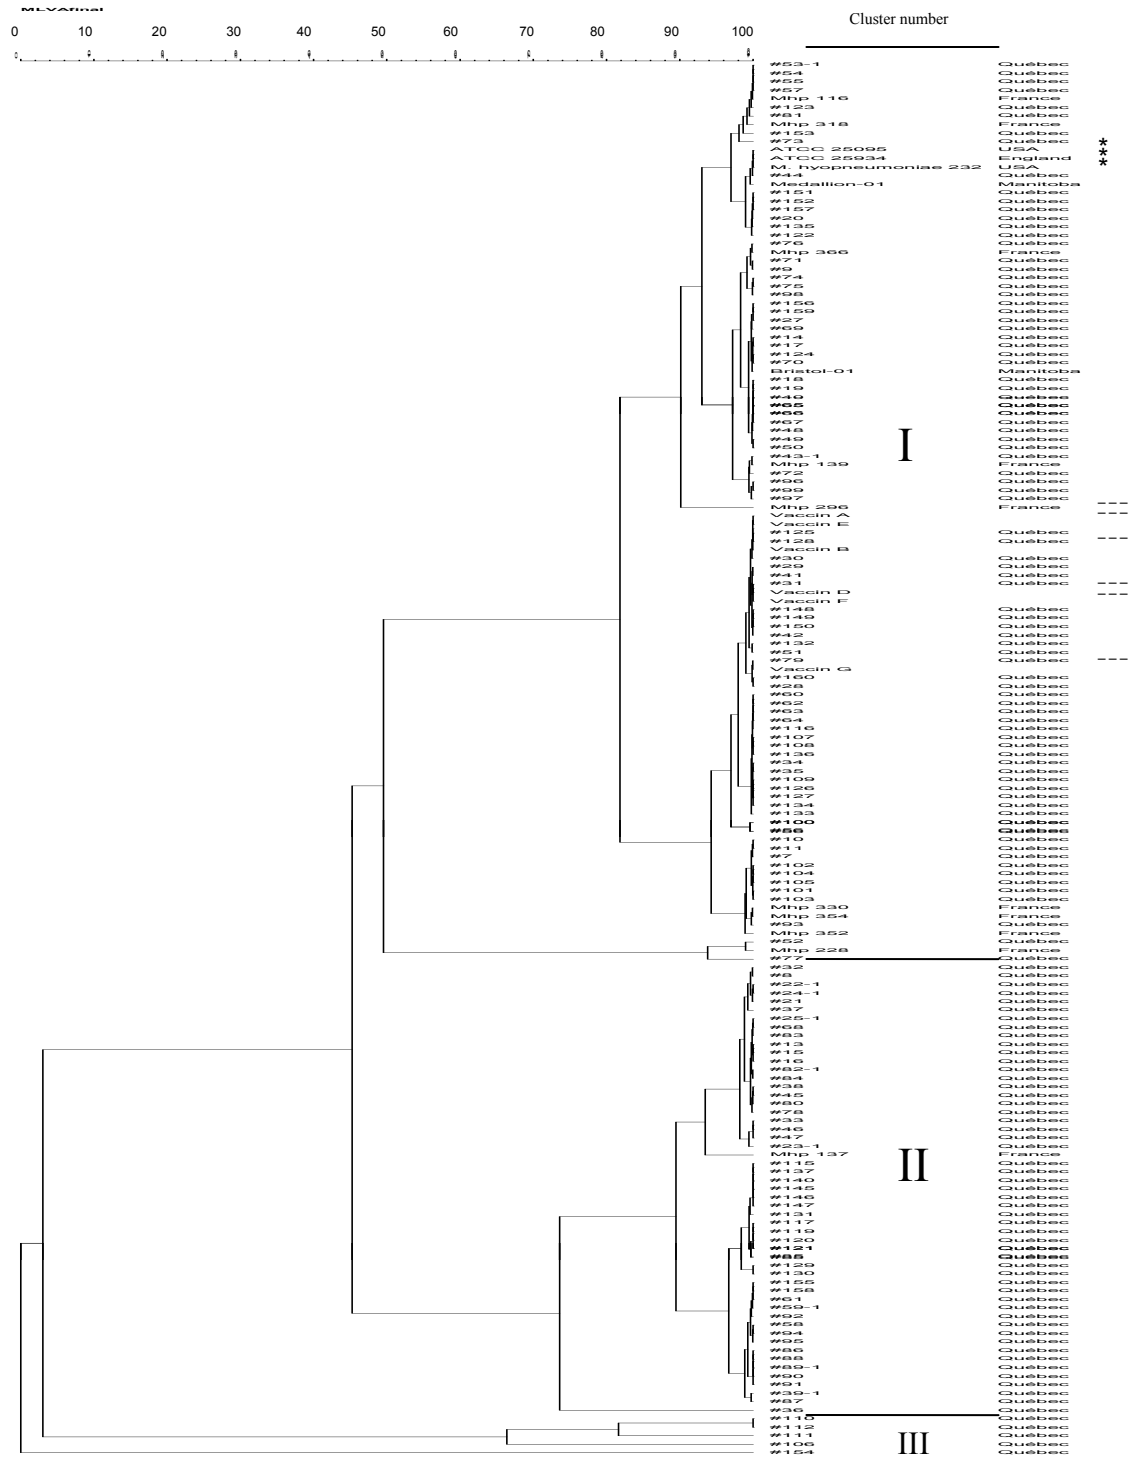 MLVAfinal
Cluster number
0 10 20 30 40 50 60 70 80 90 100
#53-1 Québec
#54 Québec
#55 Québec
#57 Québec
Mhp 116 France
#123 Québec
#81 Québec
Mhp 318 France
#153 Québec
#73 Québec *
ATCC 25095 USA *
ATCC 25934 England *
M. hyopneumoniae 232 USA
#44 Québec
Medallion-01 Manitoba
#151 Québec
#152 Québec
#157 Québec
#20 Québec
#135 Québec
#122 Québec
#76 Québec
Mhp 366 France
#71 Québec
#9 Québec
#74 Québec
#75 Québec
#98 Québec
#156 Québec
#159 Québec
#27 Québec
#69 Québec
#14 Québec
#17 Québec
#124 Québec
#70 Québec
Bristol-01 Manitoba
#18 Québec
#19 Québec
#40 Québec
#65 Québec
#66 Québec
#67 Québec
#48 Québec
I
#49 Québec
#50 Québec
#43-1 Québec
Mhp 139 France
#72 Québec
#96 Québec
#99 Québec
#97 Québec
Mhp 296 France
Vaccin A
Vaccin E
#125 Québec
#128 Québec
Vaccin B
#30 Québec
#29 Québec
#41 Québec
#31 Québec
Vaccin D
Vaccin F
#148 Québec
#149 Québec
#150 Québec
#42 Québec
#132 Québec
#51 Québec
#79 Québec
Vaccin G
#160 Québec
#28 Québec
#60 Québec
#62 Québec
#63 Québec
#64 Québec
#116 Québec
#107 Québec
#108 Québec
#136 Québec
#34 Québec
#35 Québec
#109 Québec
#126 Québec
#127 Québec
#134 Québec
#133 Québec
#100 Québec
#56 Québec
#10 Québec
#11 Québec
#7 Québec
#102 Québec
#104 Québec
#105 Québec
#101 Québec
#103 Québec
Mhp 330 France
Mhp 354 France
#93 Québec
Mhp 352 France
#52 Québec
Mhp 228 France
#77 Québec
#32 Québec
#8 Québec
#22-1 Québec
#24-1 Québec
#21 Québec
#37 Québec
#25-1 Québec
#68 Québec
#83 Québec
#13 Québec
#15 Québec
#16 Québec
#82-1 Québec
#84 Québec
#38 Québec
#45 Québec
#80 Québec
#78 Québec
#33 Québec
#46 Québec
#47 Québec
#23-1 Québec
Mhp 137 France
#115 Québec
II
#137 Québec
#140 Québec
#145 Québec
#146 Québec
#147 Québec
#131 Québec
#117 Québec
#119 Québec
#120 Québec
#121 Québec
#85 Québec
#129 Québec
#130 Québec
#155 Québec
#158 Québec
#61 Québec
#59-1 Québec
#92 Québec
#58 Québec
#94 Québec
#95 Québec
#86 Québec
#88 Québec
#89-1 Québec
#90 Québec
#91 Québec
#39-1 Québec
#87 Québec
#36 Québec
#110 Québec
#112 Québec
#111 Québec
#106 Québec
III
#154 Québec